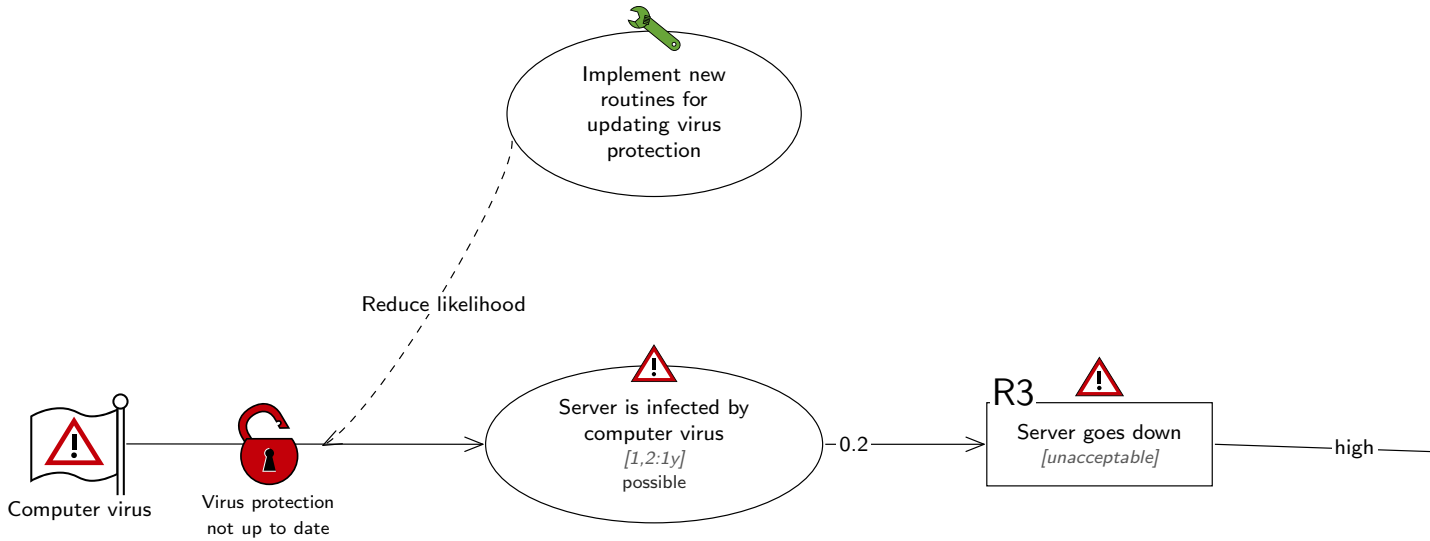 Implement new
routines for
updating virus
protection
Reduce likelihood
Computer virus
Virus protection
not up to date
Server is infected by
computer virus
[1,2:1y]
possible
0.2
R3
Server goes down
[unacceptable]
high